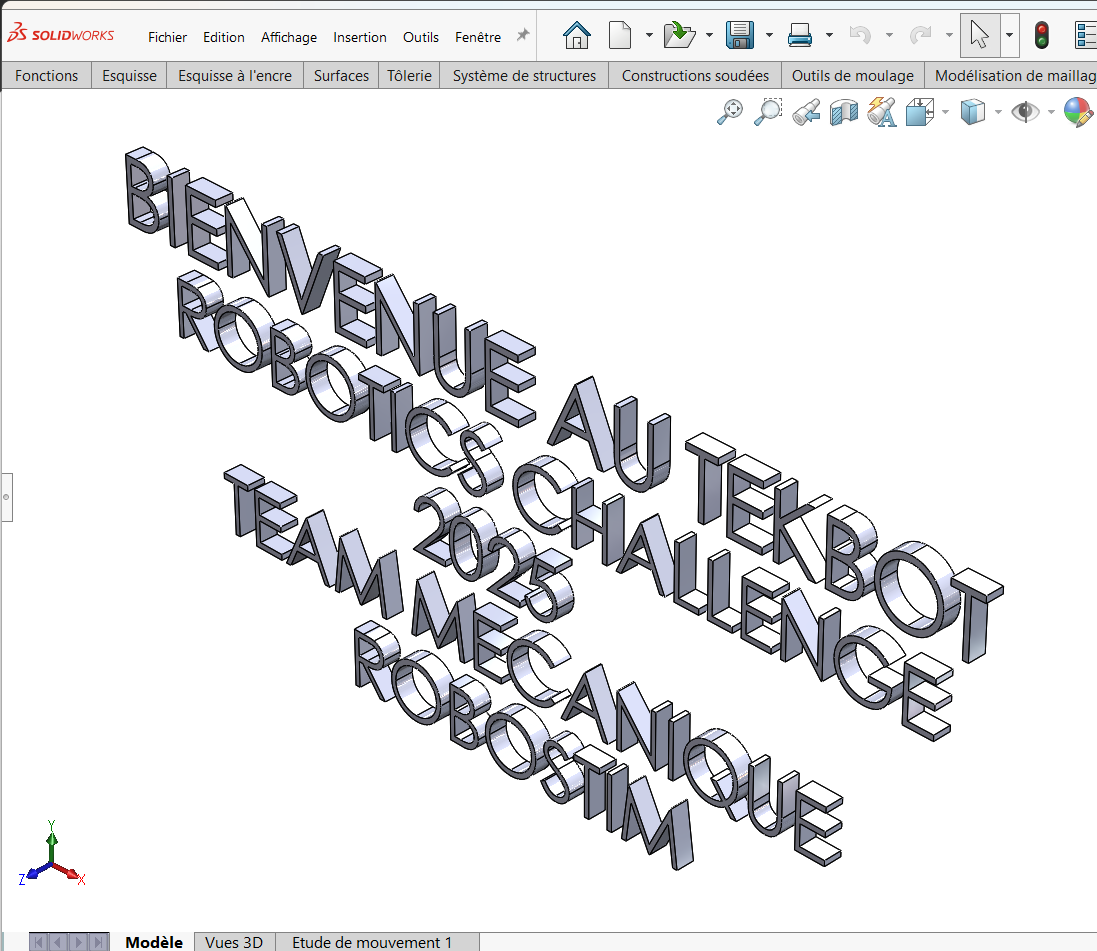 SOLIDWORKS Fichier Edition Affichage Insertion Outils Fenêtre
Fonctions Esquisse Esquisse à l'encre Surfaces Tôlerie Système de structures Constructions soudées Outils de moulage Modélisation de maillag
BIENVENUE AU TEKBOT
ROBOTICS CHALLENGE
2025
TEAM MECANIQUE
ROBOSTIM
Y
Z X
Modèle Vues 3D Etude de mouvement 1